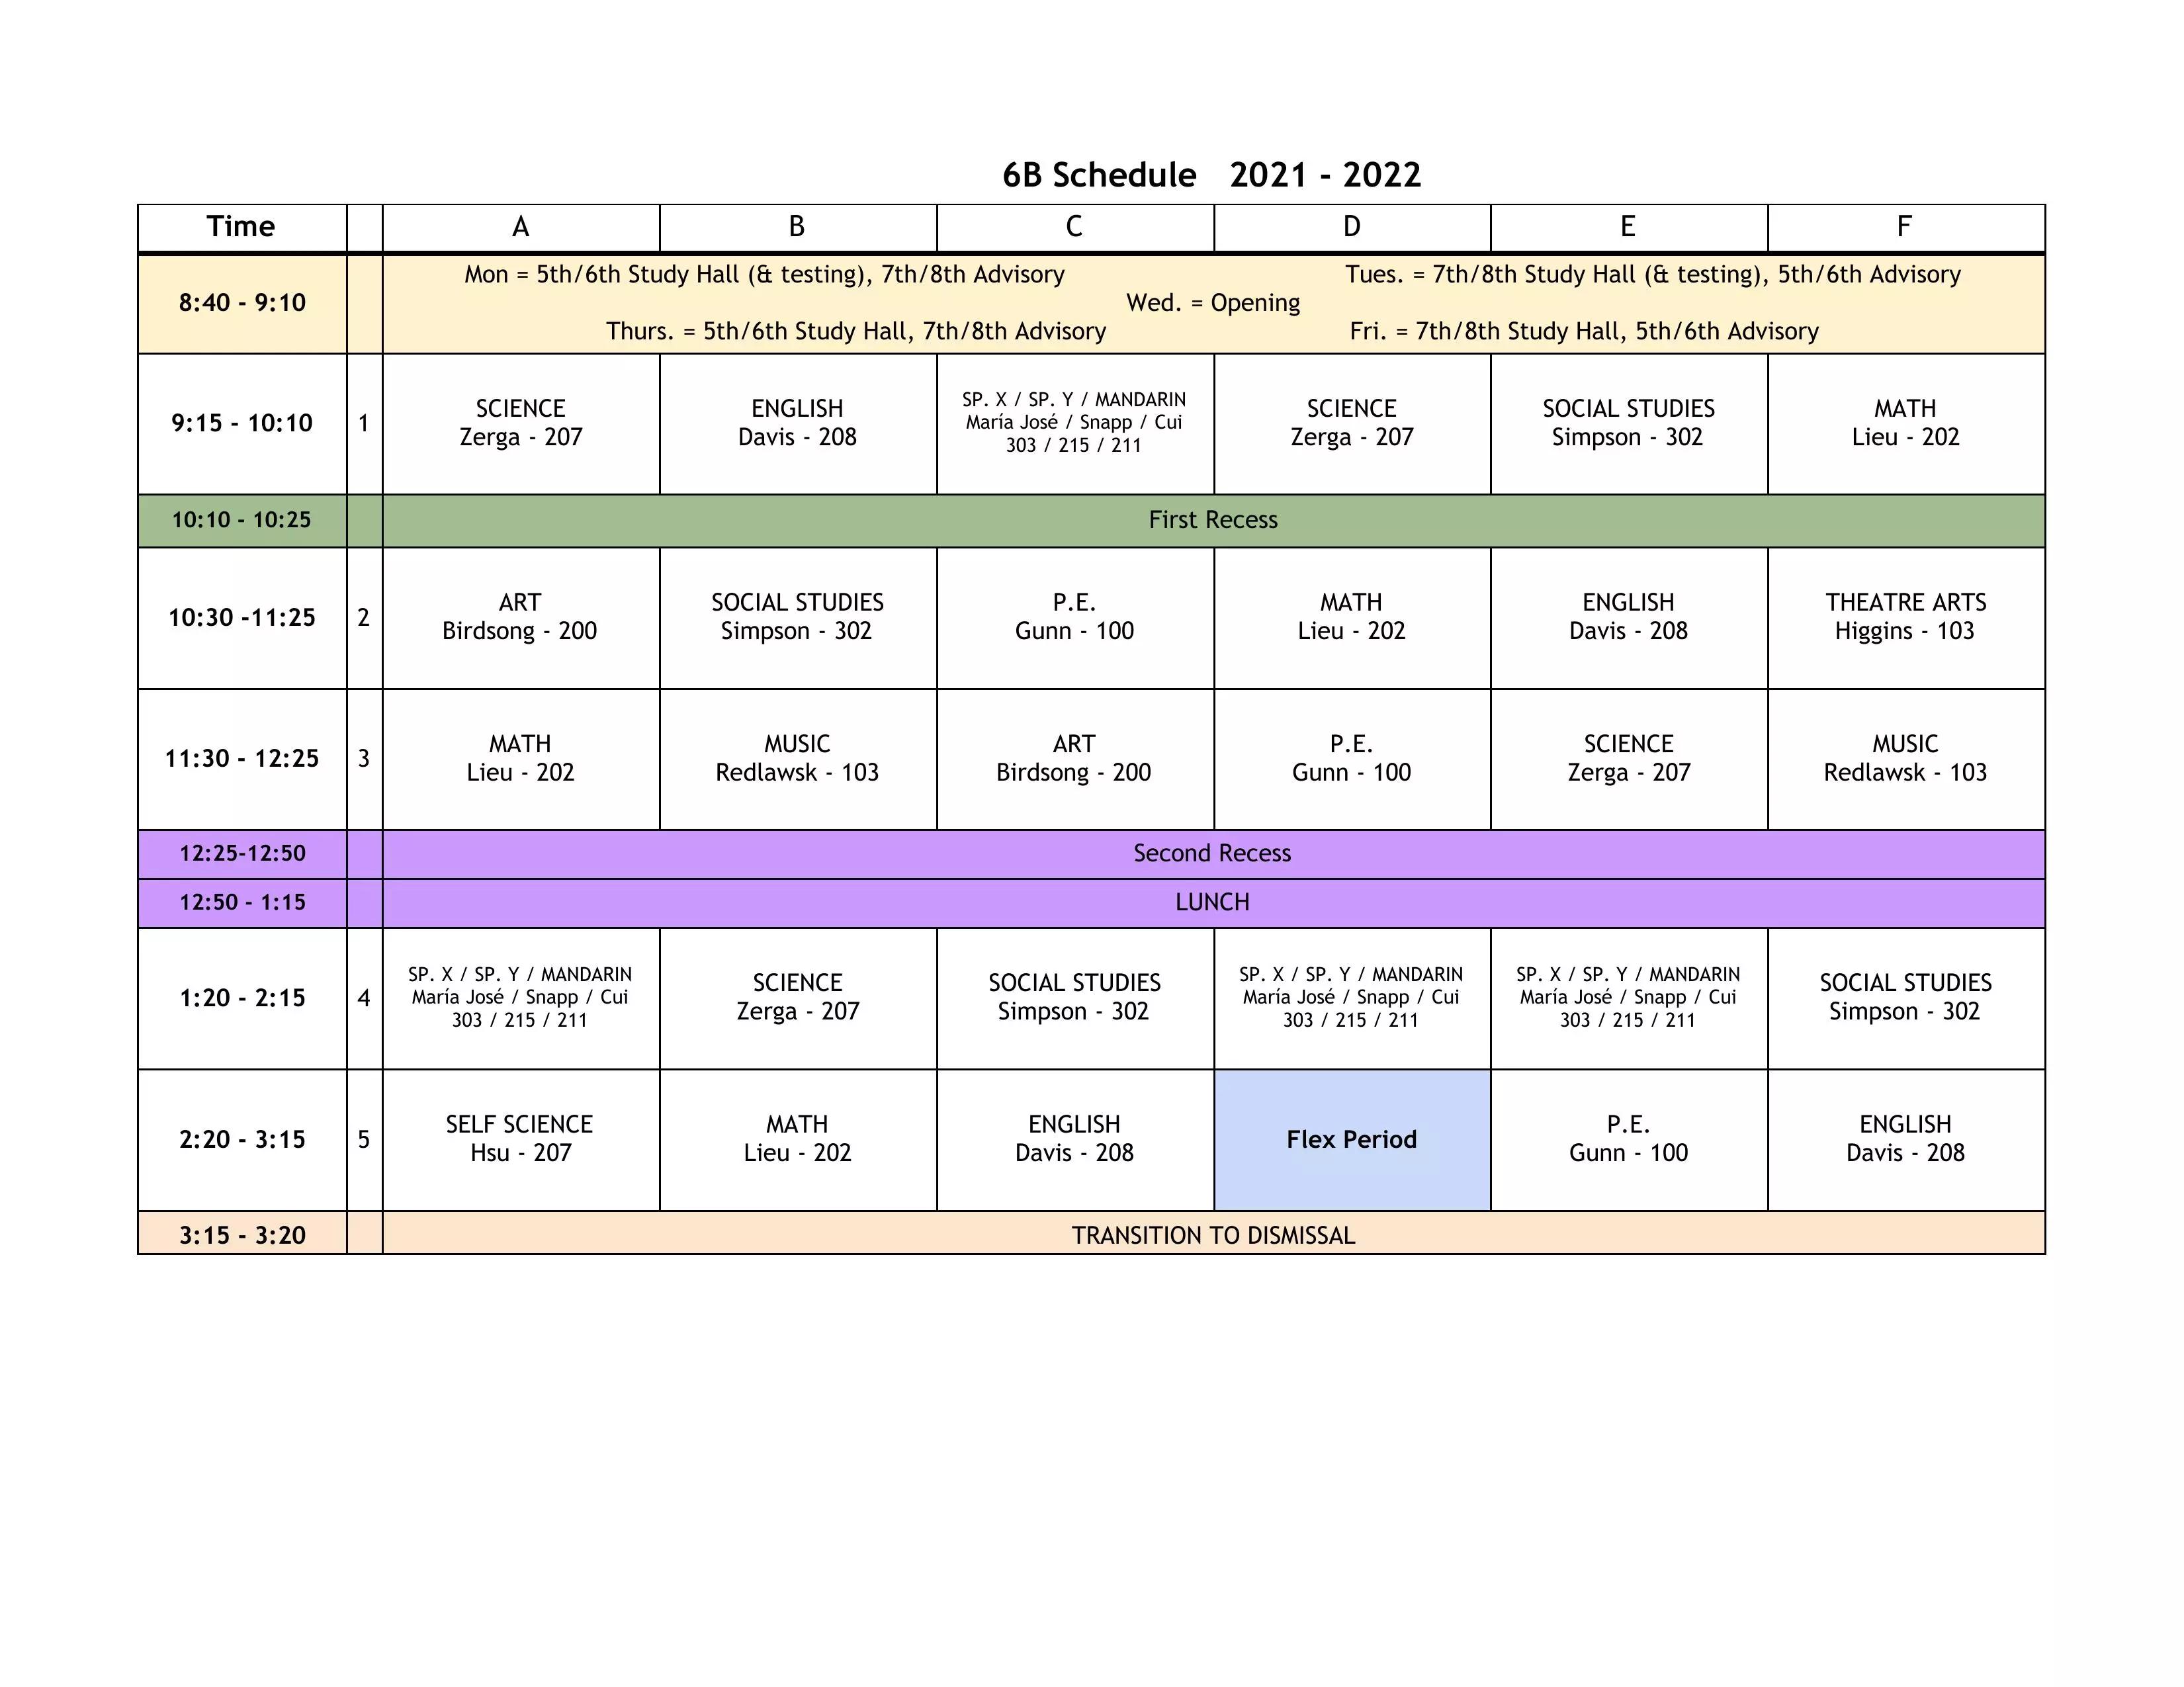 6B Schedule 2021 - 2022
Time A B C D E F
8:40 - 9:10
Mon = 5th/6th Study Hall (& testing), 7th/8th Advisory Tues. = 7th/8th Study Hall (& testing), 5th/6th Advisory
Wed. = Opening
Thurs. = 5th/6th Study Hall, 7th/8th Advisory Fri. = 7th/8th Study Hall, 5th/6th Advisory
9:15 - 10:10
1
SCIENCE
Zerga - 207
ENGLISH
Davis - 208
SP. X / SP. Y / MANDARIN
María José / Snapp / Cui
303 / 215 / 211
SCIENCE
Zerga - 207
SOCIAL STUDIES
Simpson - 302
MATH
Lieu - 202
10:10 - 10:25 First Recess
10:30 -11:25
2
ART
Birdsong - 200
SOCIAL STUDIES
Simpson - 302
P.E.
Gunn - 100
MATH
Lieu - 202
ENGLISH
Davis - 208
THEATRE ARTS
Higgins - 103
11:30 - 12:25
3
MATH
Lieu - 202
MUSIC
Redlawsk - 103
ART
Birdsong - 200
P.E.
Gunn - 100
SCIENCE
Zerga - 207
MUSIC
Redlawsk - 103
12:25-12:50 Second Recess
12:50 - 1:15 LUNCH
1:20 - 2:15
4
SP. X / SP. Y / MANDARIN
María José / Snapp / Cui
303 / 215 / 211
SCIENCE
Zerga - 207
SOCIAL STUDIES
Simpson - 302
SP. X / SP. Y / MANDARIN
María José / Snapp / Cui
303 / 215 / 211
SP. X / SP. Y / MANDARIN
María José / Snapp / Cui
303 / 215 / 211
SOCIAL STUDIES
Simpson - 302
2:20 - 3:15
5
SELF SCIENCE
Hsu - 207
MATH
Lieu - 202
ENGLISH
Davis - 208
Flex Period
P.E.
Gunn - 100
ENGLISH
Davis - 208
3:15 - 3:20 TRANSITION TO DISMISSAL